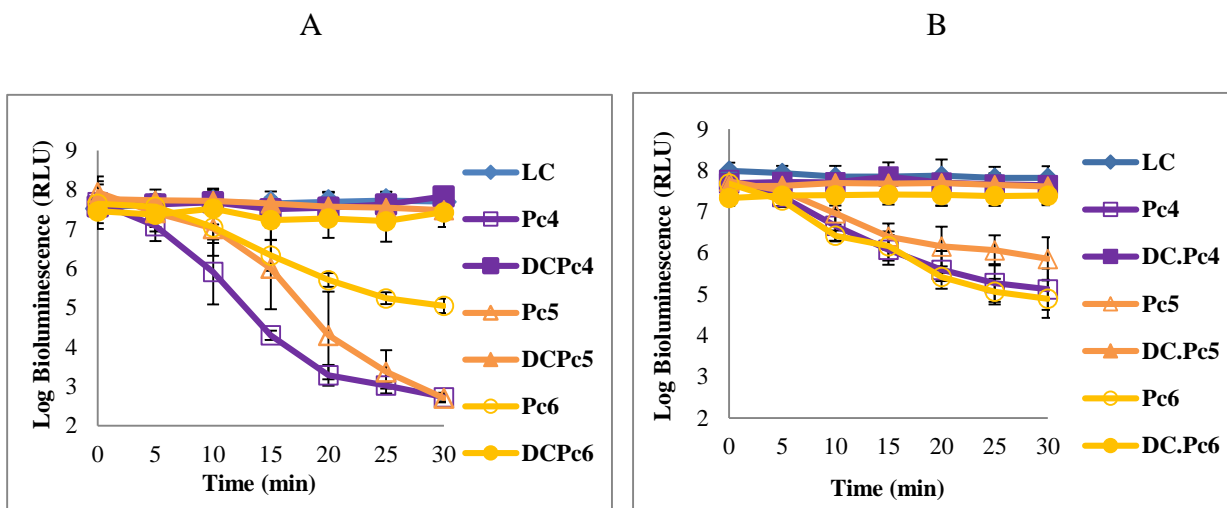 A
B
Log Bioluminescence (RLU)
9
8
7
6
5
4
3
2
0 5 10 15 20 25 30
Time (min)
LC
Pc4
DCPc4
Pc5
DCPc5
Pc6
DCPc6
Log Bioluminescence (RLU)
9
8
7
6
5
4
3
2
0 5 10 15 20 25 30
Time (min)
LC
Pc4
DC.Pc4
Pc5
DC.Pc5
Pc6
DC.Pc6